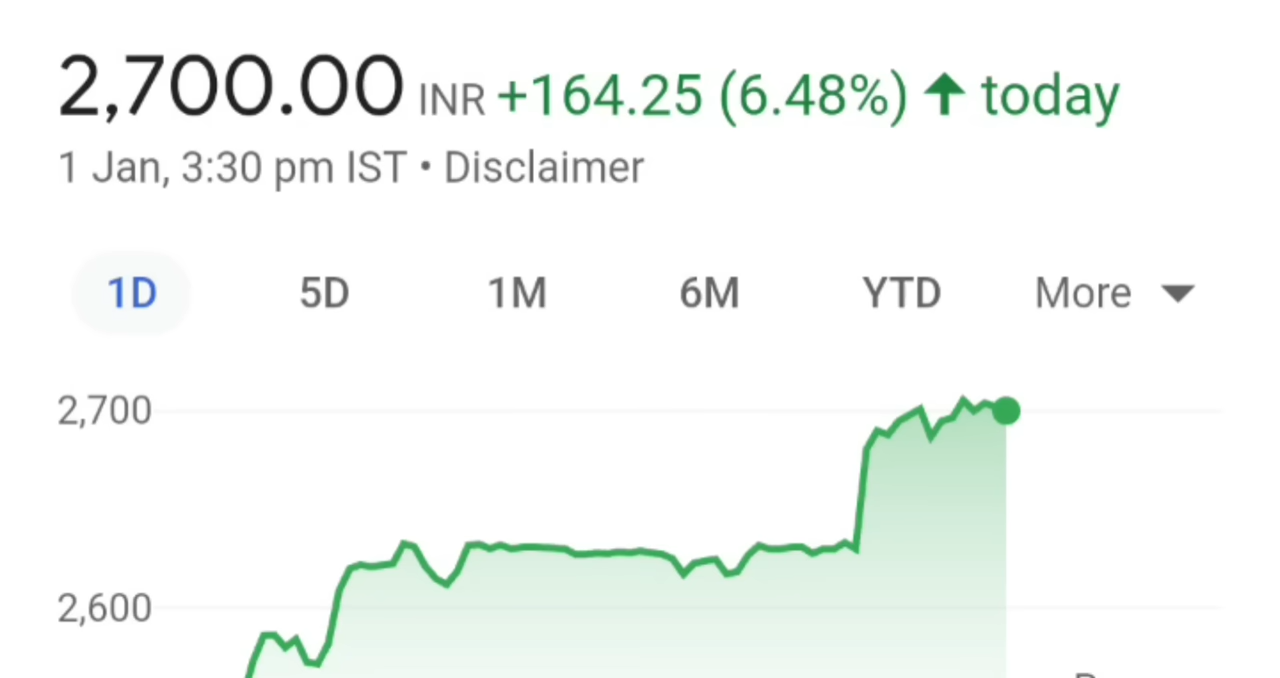 2,700.00 INR +164.25 (6.48%) ↑ today
1 Jan, 3:30 pm IST • Disclaimer
1D 5D 1M 6M YTD More
2,700
2,600